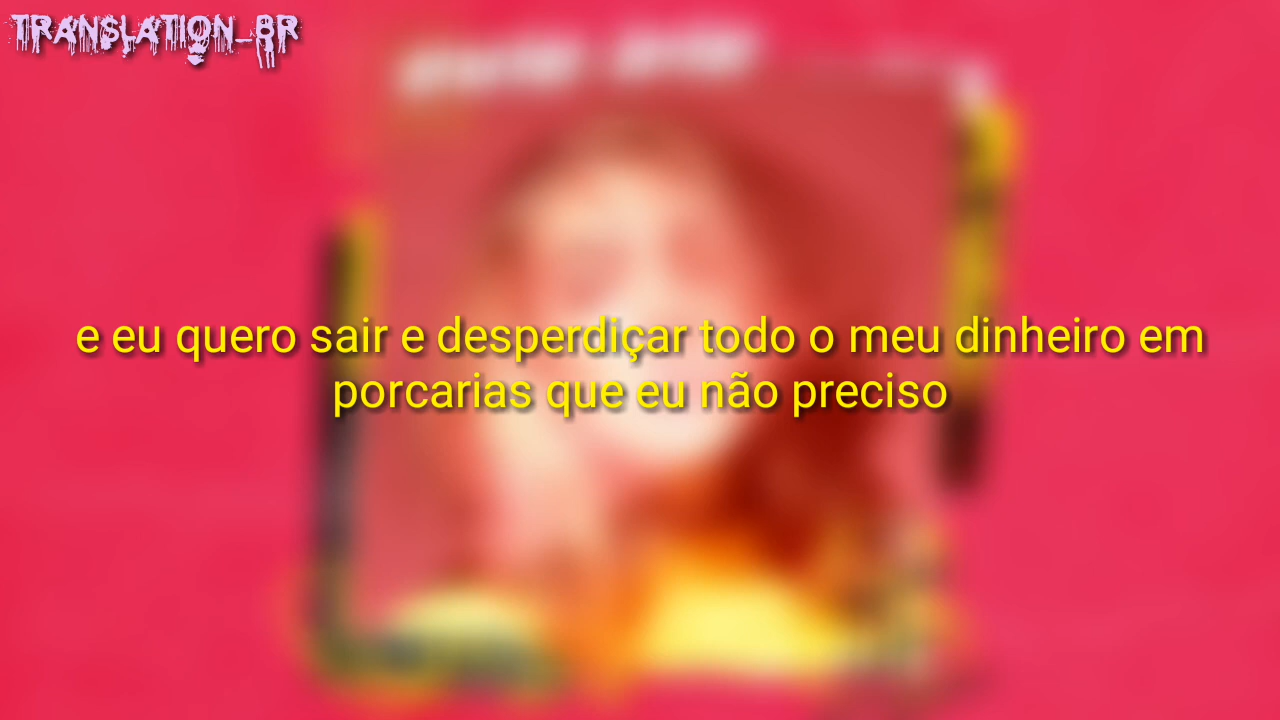 TRANSLATION_BR
e eu quero sair e desperdiçar todo o meu dinheiro em
porcarias que eu não preciso